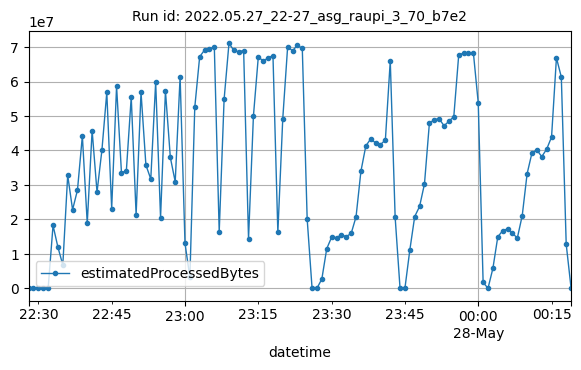 Run id: 2022.05.27_22-27_asg_raupi_3_70_b7e2
1e7
7
6
5
4
3
2
1
0
estimatedProcessedBytes
22:30 22:45 23:00 23:15 23:30 23:45 00:00 00:15
28-May
datetime